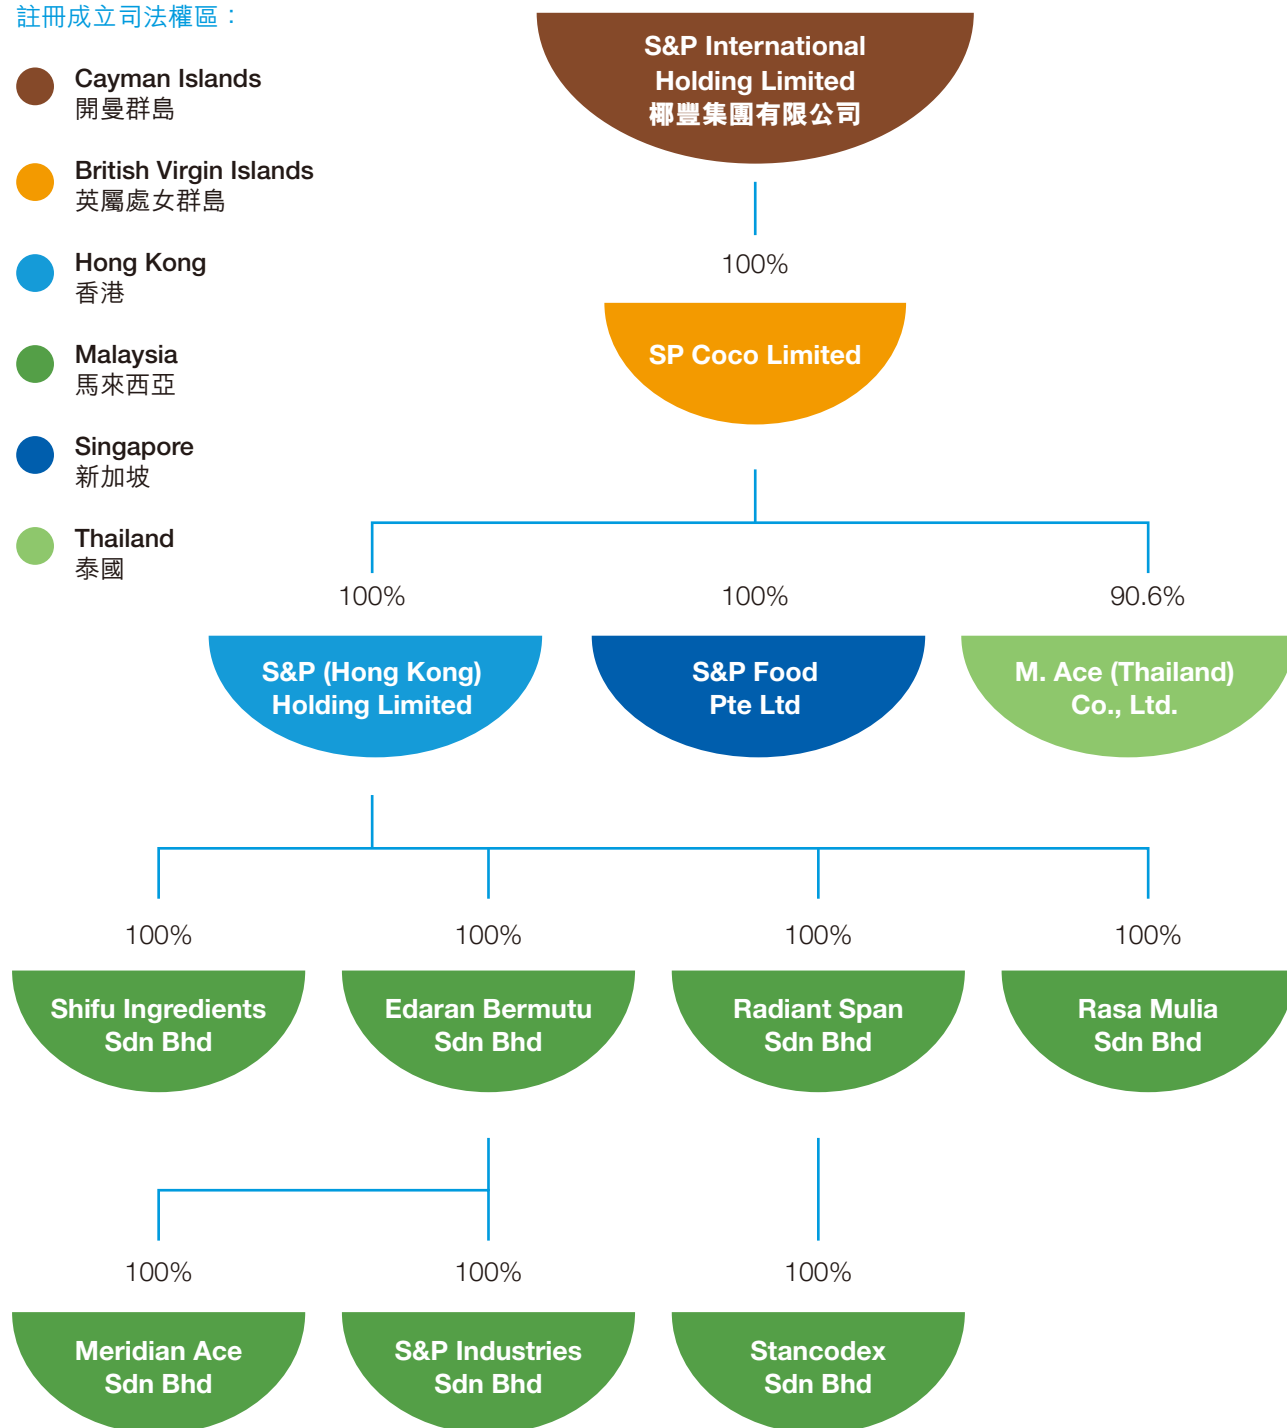 註冊成立司法權區：
Cayman Islands
開曼群島
British Virgin Islands
英屬處女群島
Hong Kong
香港
Malaysia
馬來西亞
Singapore
新加坡
Thailand
泰國
S&P International
Holding Limited
椰豐集團有限公司
100%
SP Coco Limited
100%
100%
90.6%
S&P (Hong Kong)
Holding Limited
S&P Food
Pte Ltd
M. Ace (Thailand)
Co., Ltd.
100%
100%
100%
100%
Shifu Ingredients
Sdn Bhd
Edaran Bermutu
Sdn Bhd
Radiant Span
Sdn Bhd
Rasa Mulia
Sdn Bhd
100%
100%
100%
Meridian Ace
Sdn Bhd
S&P Industries
Sdn Bhd
Stancodex
Sdn Bhd